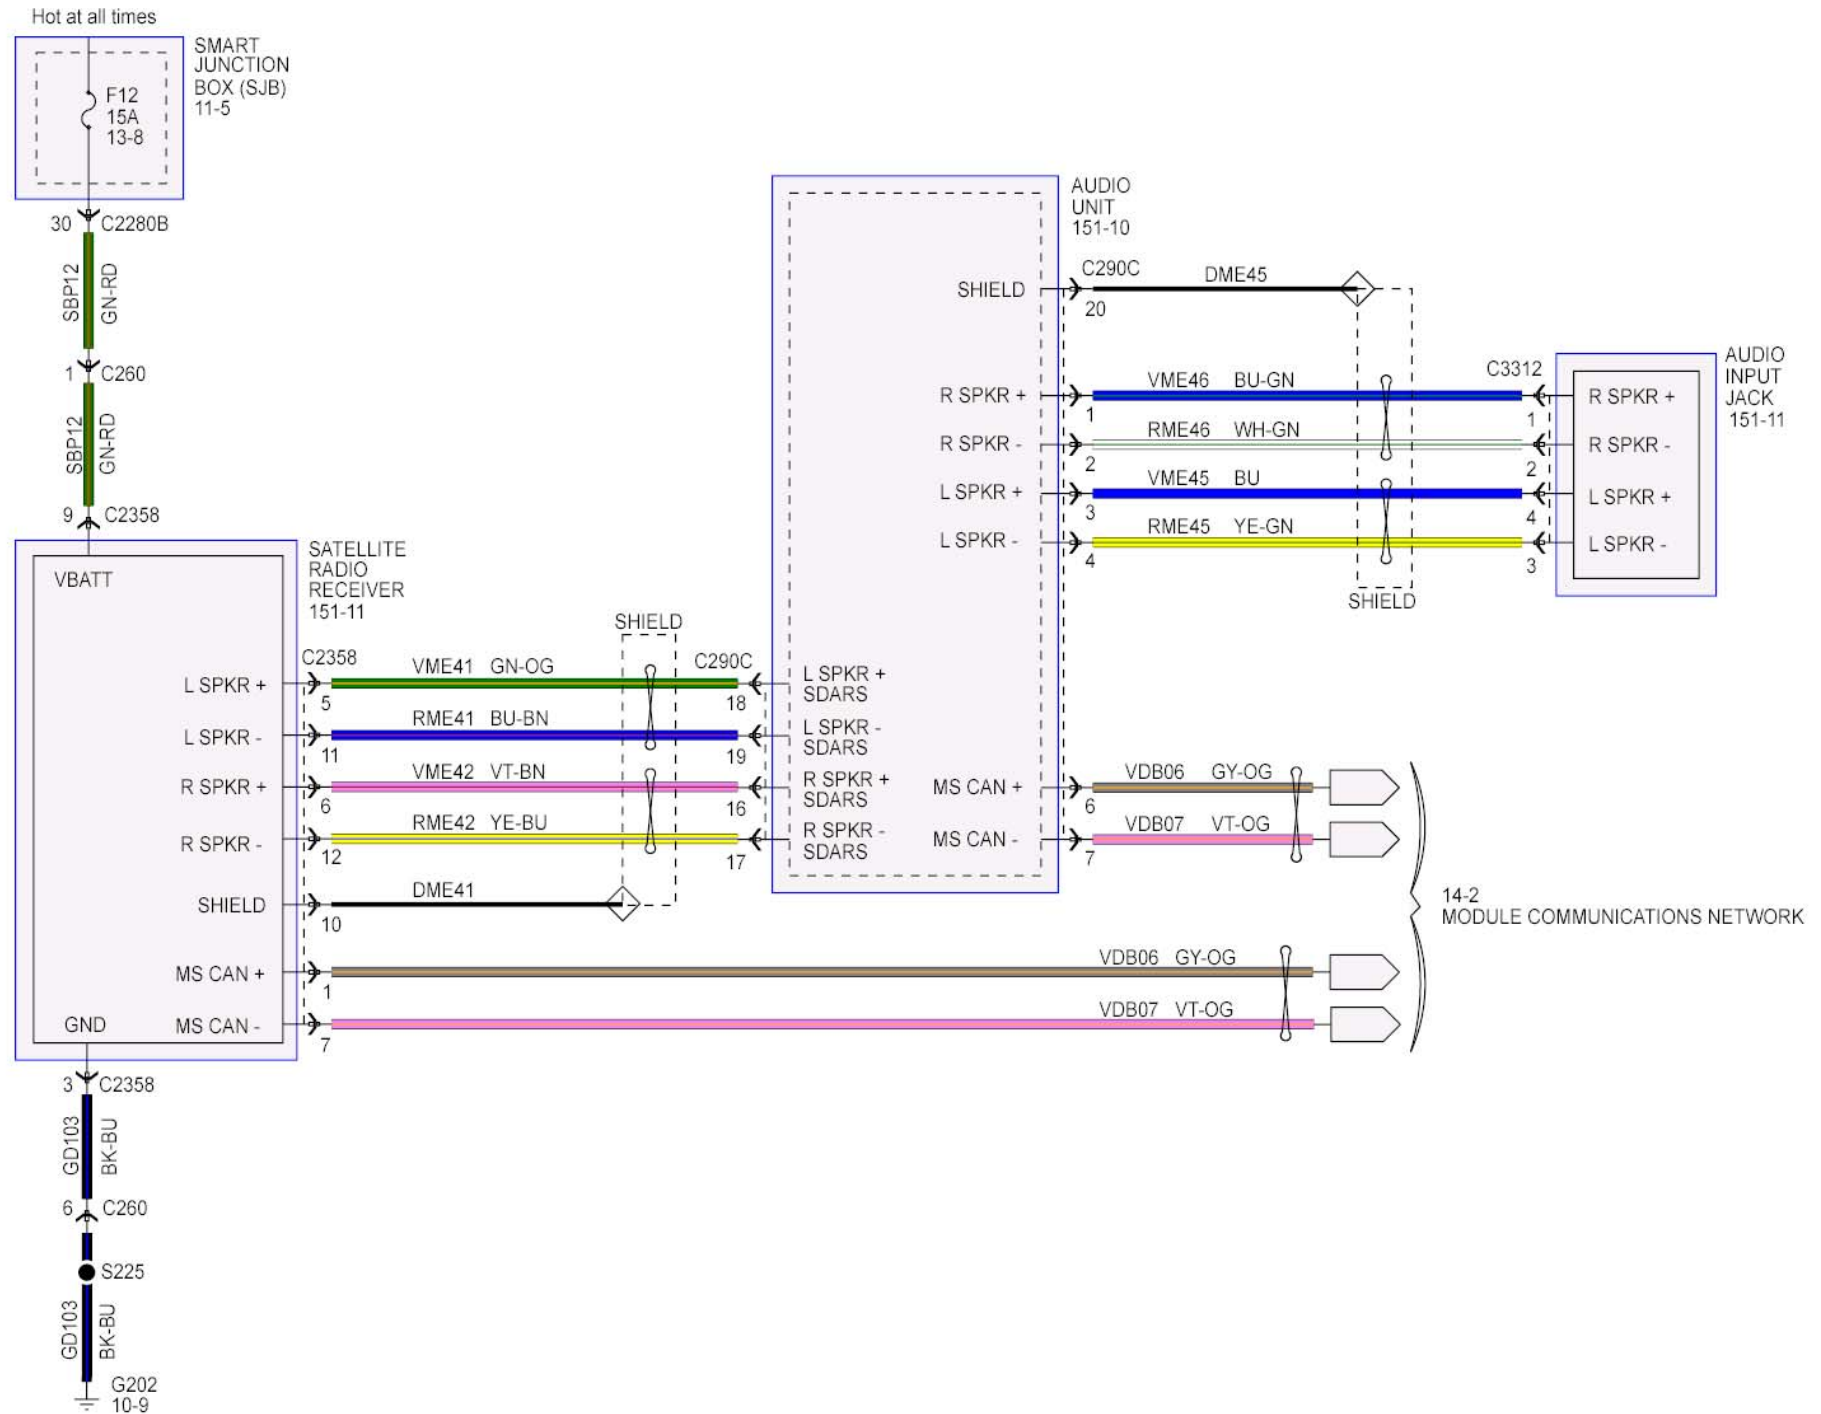 Hot at all times
SMART
JUNCTION
BOX (SJB)
11-5
F12
15A
13-8
30
C2280B
SBP12
GN-RD
1
C260
SBP12
GN-RD
9
C2358
SATELLITE
RADIO
RECEIVER
151-11
VBATT
L SPKR +
L SPKR -
R SPKR +
R SPKR -
SHIELD
MS CAN +
MS CAN -
GND
C2358
5
VME41 GN-OG
11
RME41 BU-BN
6
VME42 VT-BN
12
RME42 YE-BU
10
DME41
1
7
SHIELD
C290C
18
19
16
17
AUDIO
UNIT
151-10
SHIELD
R SPKR +
R SPKR -
L SPKR +
L SPKR -
L SPKR +
SDARS
L SPKR -
SDARS
R SPKR +
SDARS
R SPKR -
SDARS
MS CAN +
MS CAN -
C290C
20
DME45
1
VME46 BU-GN
2
RME46 WH-GN
3
VME45 BU
4
RME45 YE-GN
SHIELD
C3312
1
2
4
3
AUDIO
INPUT
JACK
151-11
R SPKR +
R SPKR -
L SPKR +
L SPKR -
6
VDB06 GY-OG
7
VDB07 VT-OG
VDB06 GY-OG
VDB07 VT-OG
14-2
MODULE COMMUNICATIONS NETWORK
3
C2358
GD103
BK-BU
6
C260
S225
GD103
BK-BU
G202
10-9